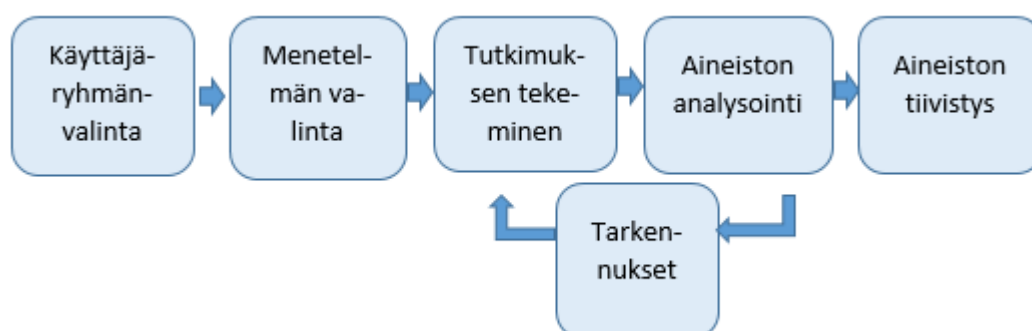 Käyttäjä-
ryhmän-
valinta
Menetel-
män va-
linta
Tutkimuk-
sen teke-
minen
Aineiston
analysointi
Aineiston
tiivistys
Tarken-
nukset